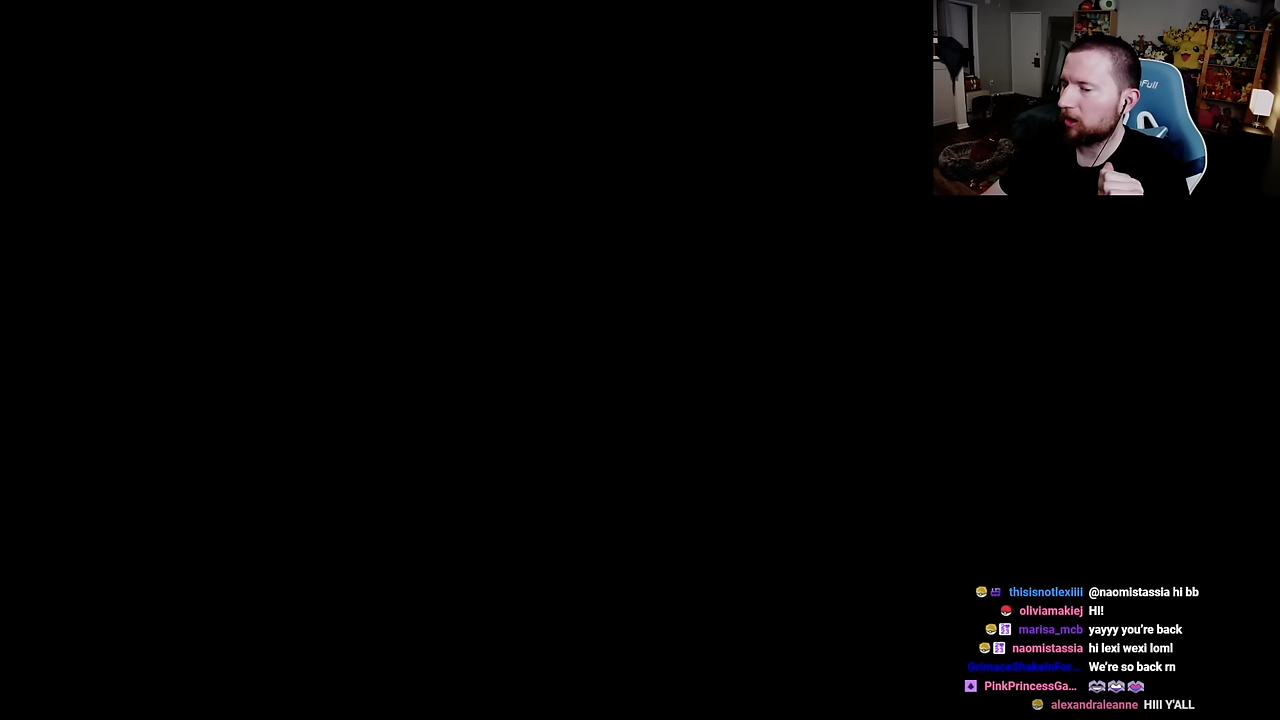 thisisnotlexiiii @naomistassia hi bb
oliviamakiej HI!
marisa_mcb yayyy you’re back
naomistassia hi lexi wexi loml
GrimaceShakeInFor... We’re so back rn
PinkPrincessGa...
alexandraleanne HIII Y'ALL